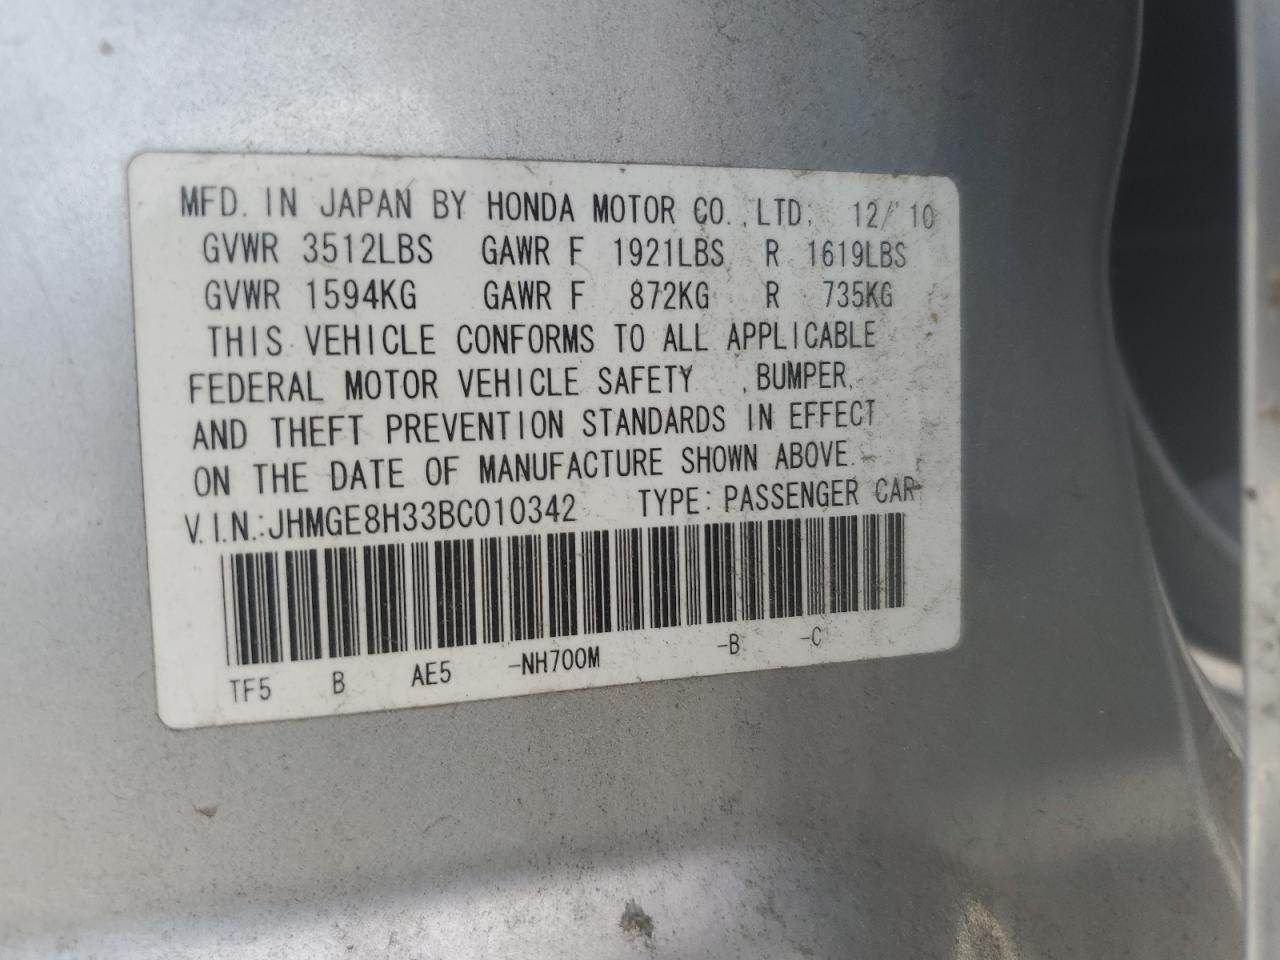 MFD. IN JAPAN BY HONDA MOTOR CO.,LTD. 12/'10
GVWR 3512LBS GAWR F 1921LBS R 1619LBS
GVWR 1594KG GAWR F 872KG R 735KG
THIS VEHICLE CONFORMS TO ALL APPLICABLE
FEDERAL MOTOR VEHICLE SAFETY , BUMPER,
AND THEFT PREVENTION STANDARDS IN EFFECT
ON THE DATE OF MANUFACTURE SHOWN ABOVE.
V.I.N.:JHMGE8H33BC010342 TYPE: PASSENGER CAR
TF5 B AE5 -NH700M -B -C